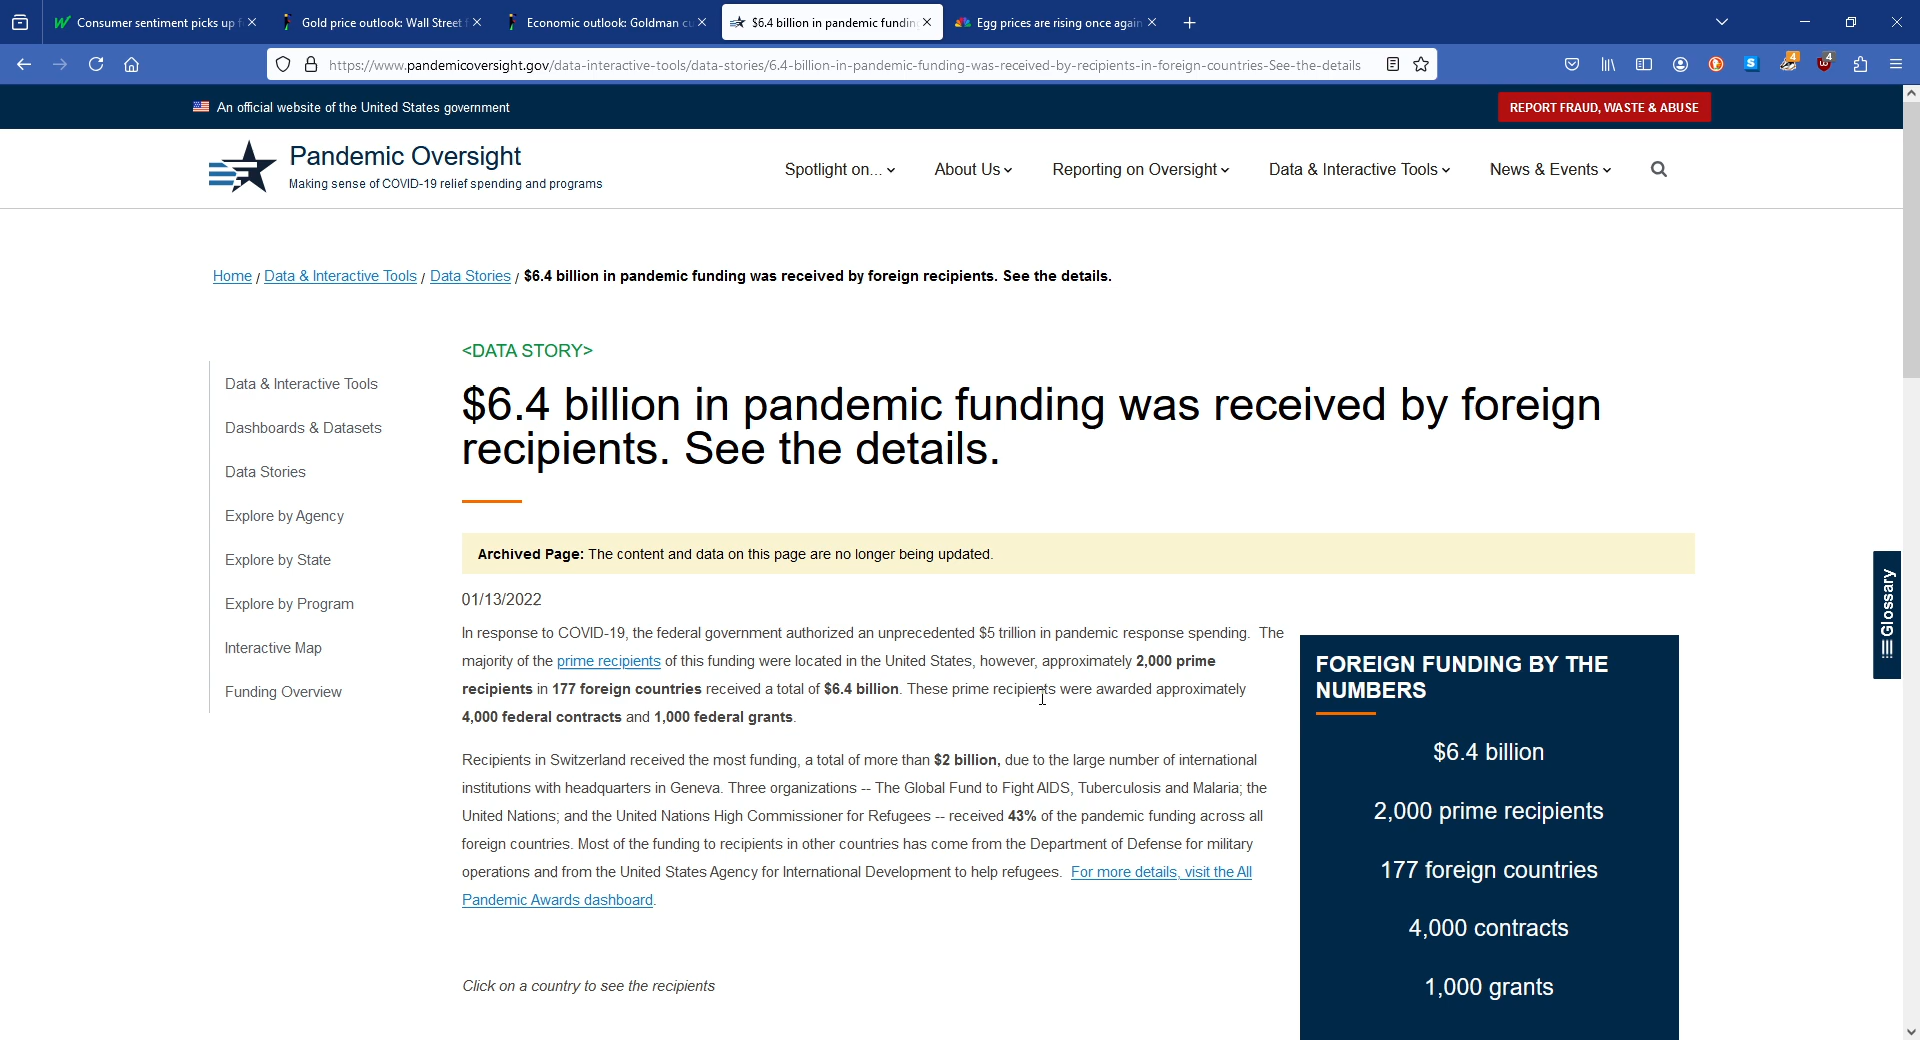 Consumer sentiment picks up f
Gold price outlook: Wall Street f
Economic outlook: Goldman cu
$6.4 billion in pandemic fundin
Egg prices are rising once again
https://www.pandemicoversight.gov/data-interactive-tools/data-stories/6.4-billion-in-pandemic-funding-was-received-by-recipients-in-foreign-countries-See-the-details
S
4
4
An official website of the United States government
REPORT FRAUD, WASTE & ABUSE
Pandemic Oversight
Making sense of COVID-19 relief spending and programs
Spotlight on...
About Us
Reporting on Oversight
Data & Interactive Tools
News & Events
Home / Data & Interactive Tools / Data Stories / $6.4 billion in pandemic funding was received by foreign recipients. See the details.
Data & Interactive Tools
Dashboards & Datasets
Data Stories
Explore by Agency
Explore by State
Explore by Program
Interactive Map
Funding Overview
<DATA STORY>
$6.4 billion in pandemic funding was received by foreign
recipients. See the details.
Archived Page: The content and data on this page are no longer being updated.
01/13/2022
In response to COVID-19, the federal government authorized an unprecedented $5 trillion in pandemic response spending. The
majority of the prime recipients of this funding were located in the United States, however, approximately 2,000 prime
recipients in 177 foreign countries received a total of $6.4 billion. These prime recipients were awarded approximately
4,000 federal contracts and 1,000 federal grants.
Recipients in Switzerland received the most funding, a total of more than $2 billion, due to the large number of international
institutions with headquarters in Geneva. Three organizations -- The Global Fund to Fight AIDS, Tuberculosis and Malaria; the
United Nations; and the United Nations High Commissioner for Refugees -- received 43% of the pandemic funding across all
foreign countries. Most of the funding to recipients in other countries has come from the Department of Defense for military
operations and from the United States Agency for International Development to help refugees. For more details, visit the All
Pandemic Awards dashboard.
Click on a country to see the recipients
FOREIGN FUNDING BY THE
NUMBERS
$6.4 billion
2,000 prime recipients
177 foreign countries
4,000 contracts
1,000 grants
Glossary